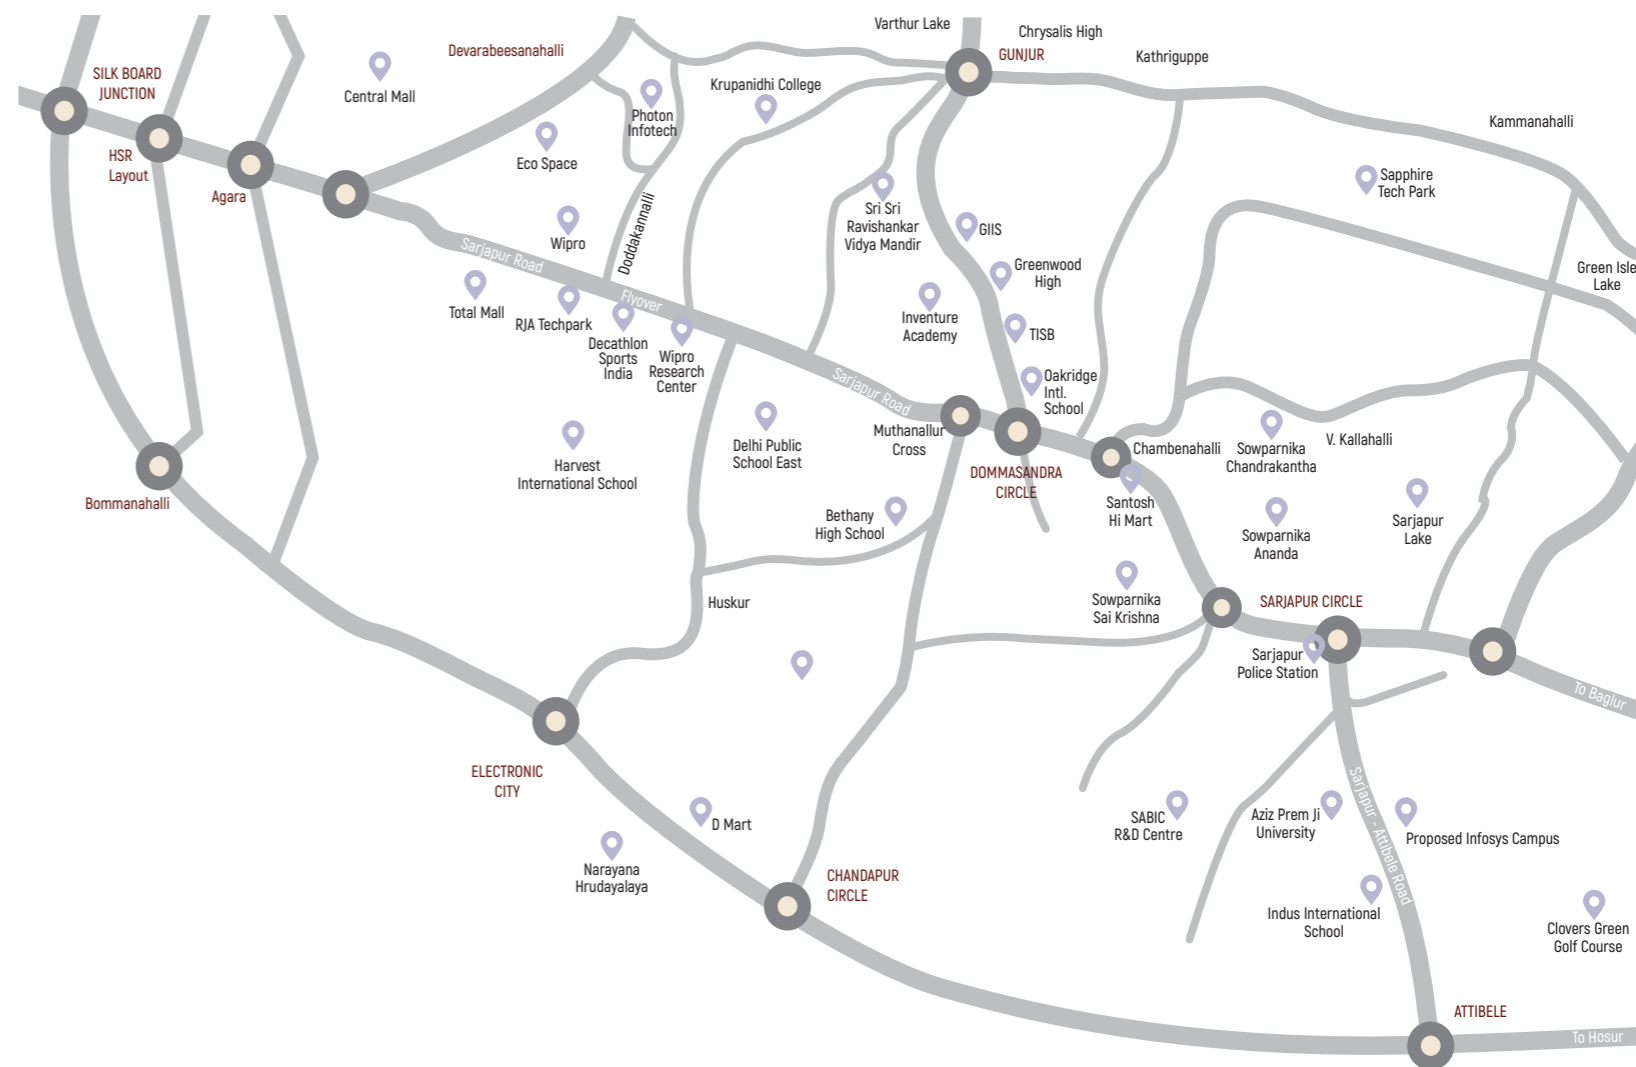 Varthur Lake
Chrysalis High
GUNJUR
Kathriguppe
Devarabeesanahalli
SILK BOARD
JUNCTION
Central Mall
Krupanidhi College
Photon
Infotech
Kammanahalli
HSR
Layout
Agara
Eco Space
Sapphire
Tech Park
Wipro
Doddakannalli
Sri Sri
Ravishankar
Vidya Mandir
GIIS
Sarjapur Road
Greenwood
High
Green Isle
Lake
Total Mall
RJA Techpark
Flyover
Decathlon
Sports
India
Wipro
Research
Center
Inventure
Academy
TISB
Sarjapur Road
Oakridge
Intl.
School
Muthanallur
Cross
Delhi Public
School East
Harvest
International School
DOMMASANDRA
CIRCLE
Chambenahalli
Sowparnika
Chandrakantha
V. Kallahalli
Bommanahalli
Bethany
High School
Santosh
Hi Mart
Sowparnika
Ananda
Sarjapur
Lake
Huskur
Sowparnika
Sai Krishna
SARJAPUR CIRCLE
Sarjapur
Police Station
To Baglur
ELECTRONIC
CITY
D Mart
Narayana
Hrudayalaya
SABIC
R&D Centre
Aziz Prem Ji
University
Sarjapur - Attibele Road
Proposed Infosys Campus
CHANDAPUR
CIRCLE
Indus International
School
Clovers Green
Golf Course
ATTIBELE
To Hosur